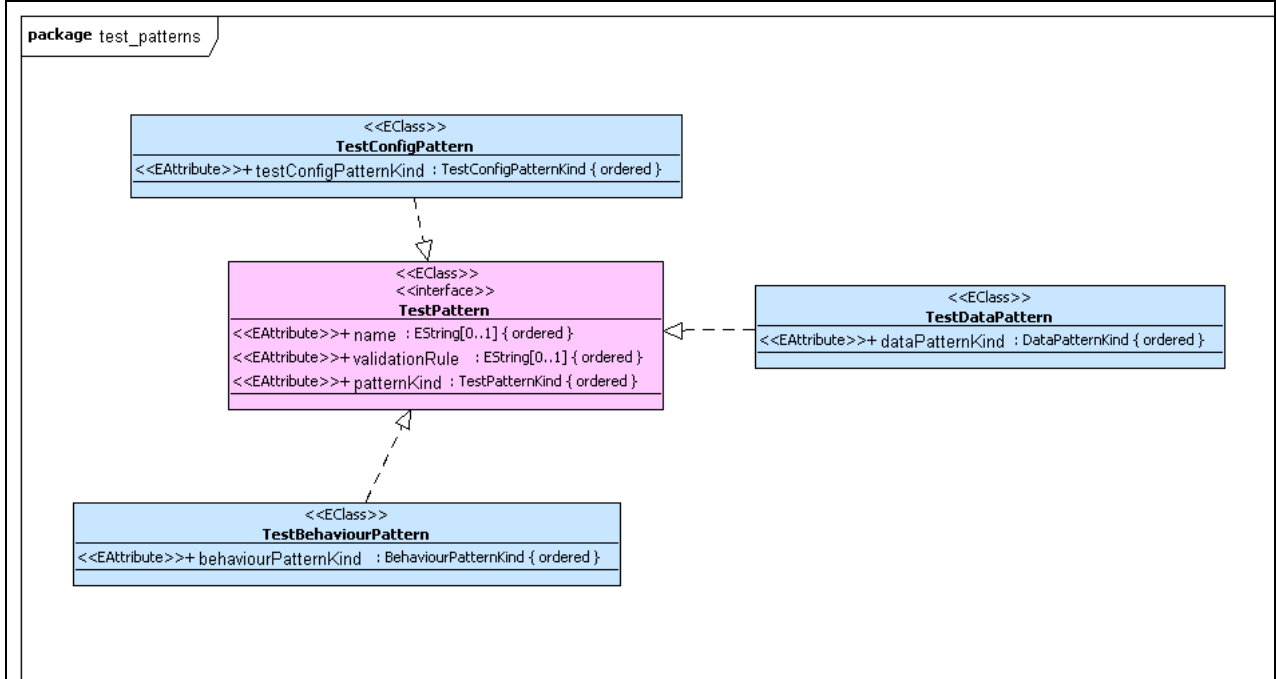 package test_patterns
<<EClass>>
TestConfigPattern
<<EAttribute>>+ testConfigPatternKind : TestConfigPatternKind { ordered }
<<EClass>>
<<interface>>
TestPattern
<<EAttribute>>+ name : EString[0..1] { ordered }
<<EAttribute>>+ validationRule : EString[0..1] { ordered }
<<EAttribute>>+ patternKind : TestPatternKind { ordered }
<<EClass>>
TestDataPattern
<<EAttribute>>+ dataPatternKind : DataPatternKind { ordered }
<<EClass>>
TestBehaviourPattern
<<EAttribute>>+ behaviourPatternKind : BehaviourPatternKind { ordered }